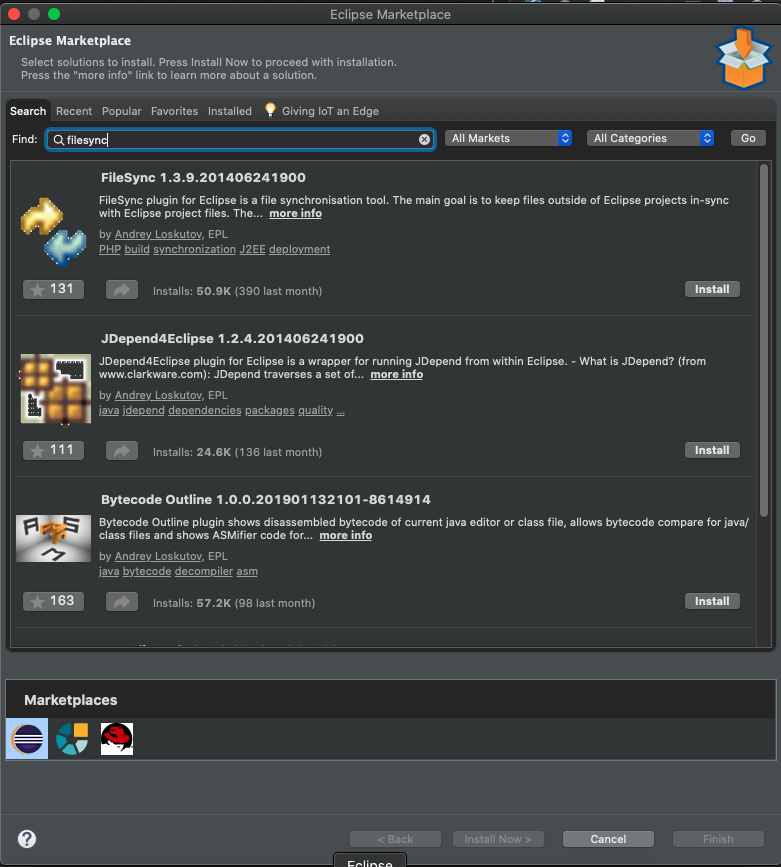 Eclipse Marketplace
Eclipse Marketplace
Select solutions to install. Press Install Now to proceed with installation.
Press the "more info" link to learn more about a solution.
Search Recent Popular Favorites Installed Giving IoT an Edge
Find: filesync All Markets All Categories Go
FileSync 1.3.9.201406241900
FileSync plugin for Eclipse is a file synchronisation tool. The main goal is to keep files outside of Eclipse projects in-sync
with Eclipse project files. The... more info
by Andrey Loskutov, EPL
PHP build synchronization J2EE deployment
131 Installs: 50.9K (390 last month) Install
JDepend4Eclipse 1.2.4.201406241900
JDepend4Eclipse plugin for Eclipse is a wrapper for running JDepend from within Eclipse. - What is JDepend? (from
www.clarkware.com): JDepend traverses a set of... more info
by Andrey Loskutov, EPL
java jdepend dependencies packages quality ...
111 Installs: 24.6K (136 last month) Install
Bytecode Outline 1.0.0.201901132101-8614914
Bytecode Outline plugin shows disassembled bytecode of current java editor or class file, allows bytecode compare for java/
class files and shows ASMifier code for... more info
by Andrey Loskutov, EPL
java bytecode decompiler asm
163 Installs: 57.2K (98 last month) Install
Marketplaces
? < Back Install Now > Cancel Finish
Eclipse